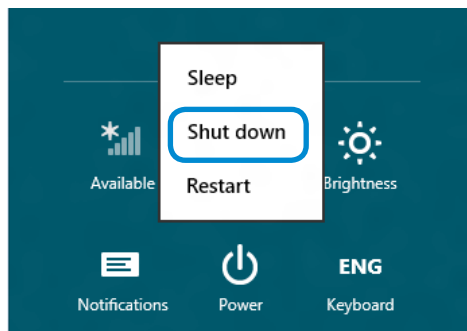 Sleep
Shut down
Restart
Available
Brightness
ENG
Notifications
Power
Keyboard